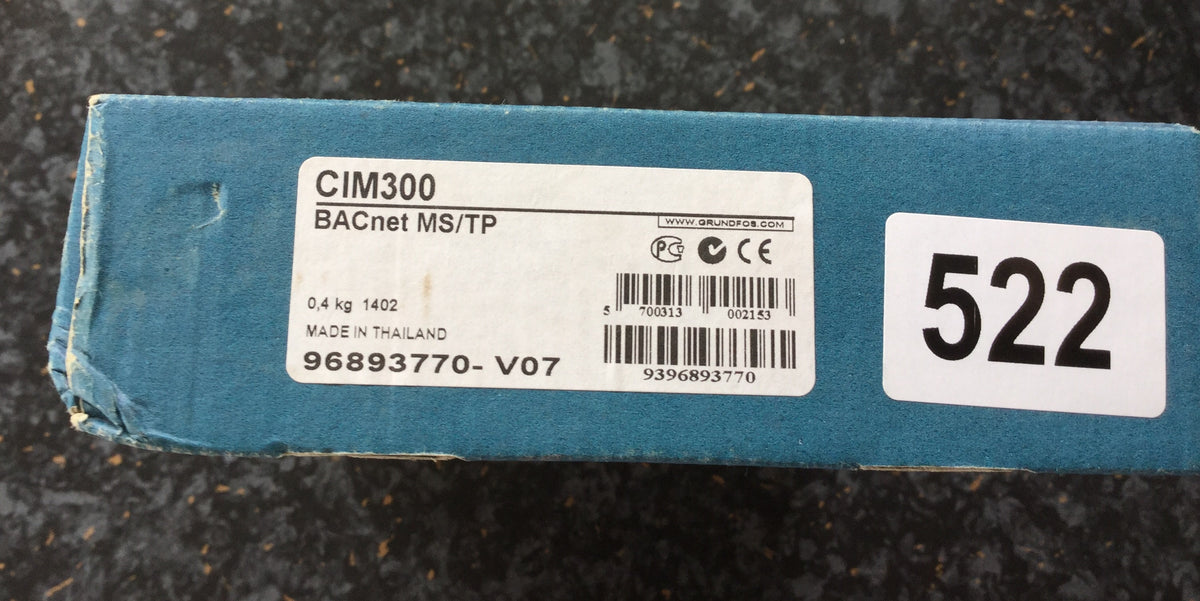 CIM300
BACnet MS/TP
WWW.GRUNDFOS.COM
CE
0,4 kg 1402
5 700313 002153
MADE IN THAILAND
96893770- V07
9396893770
522